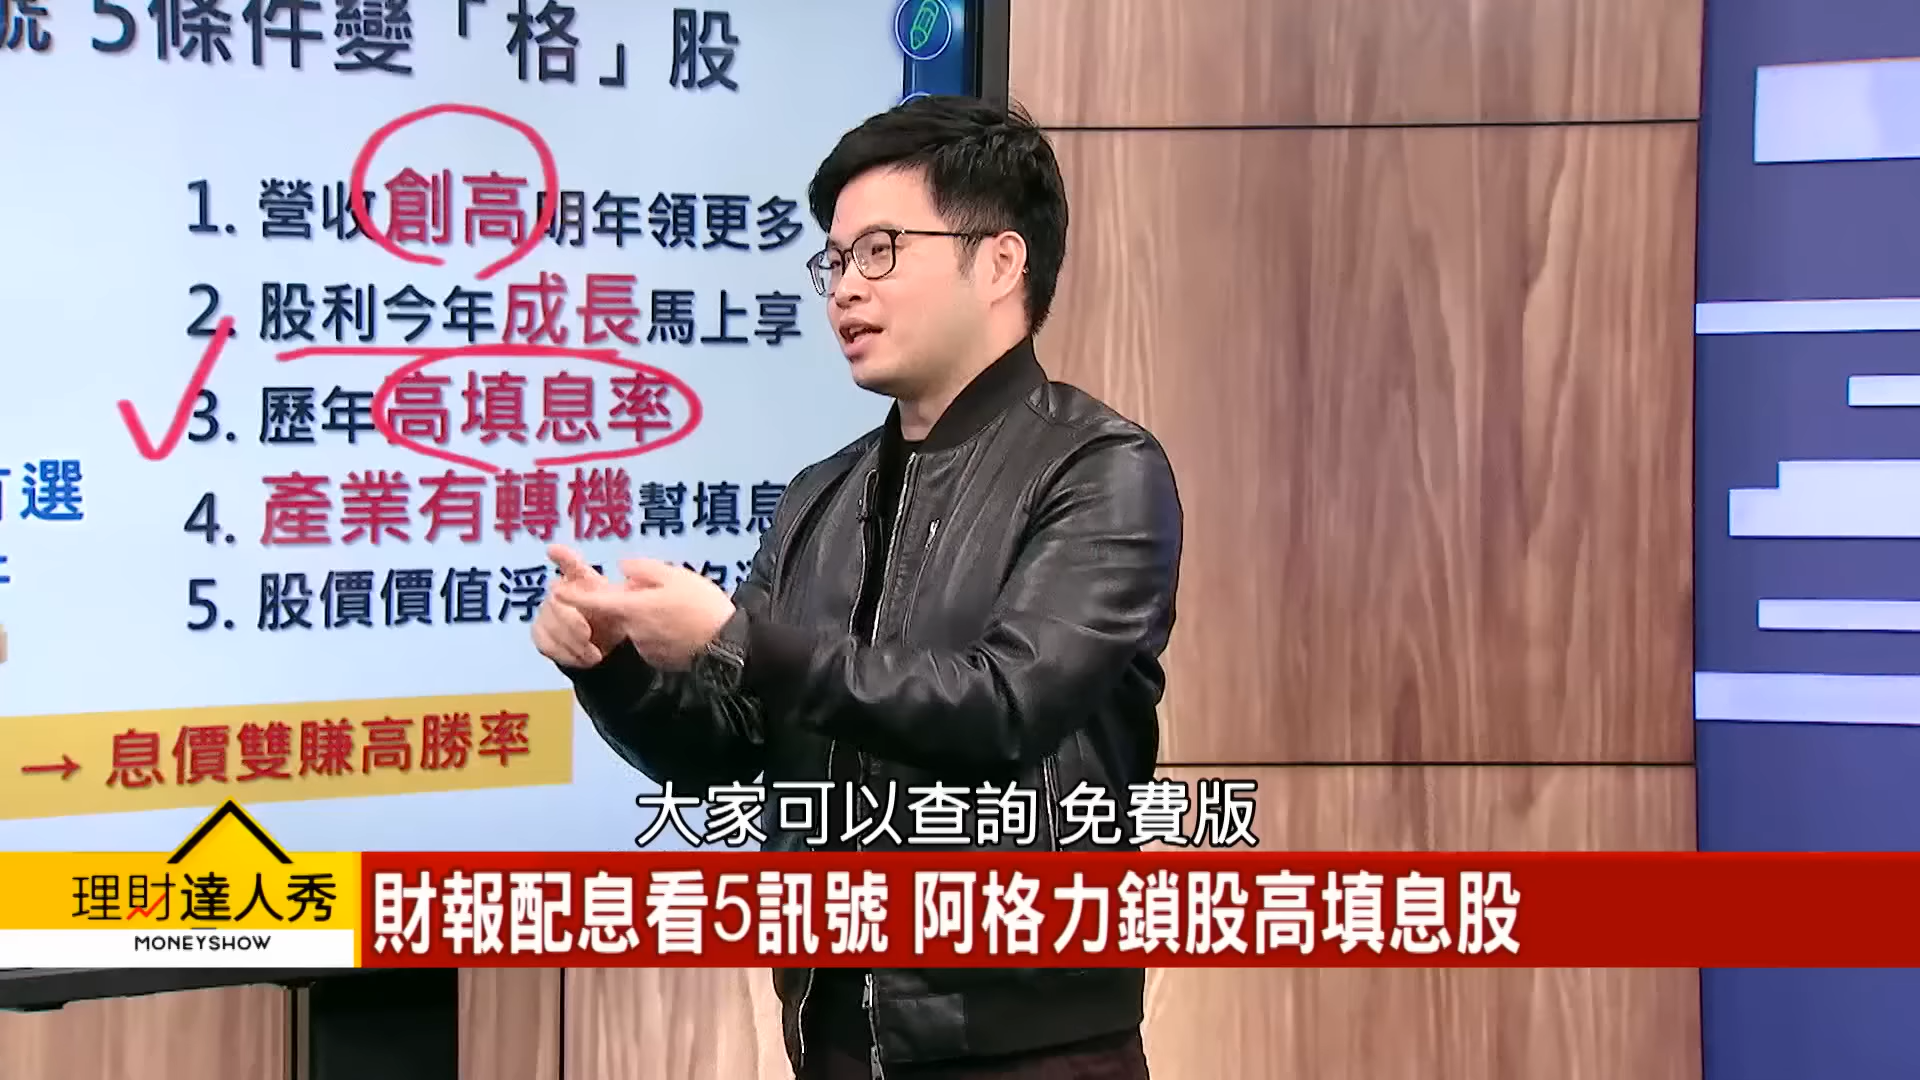 號 5條件變「格」股
1. 營收創高明年領更多
2. 股利今年成長馬上享
3. 歷年高填息率
首選
4. 產業有轉機幫填息
5. 股價價值浮
→ 息價雙賺高勝率
大家可以查詢 免費版
理財達人秀
MONEYSHOW
財報配息看5訊號 阿格力鎖股高填息股